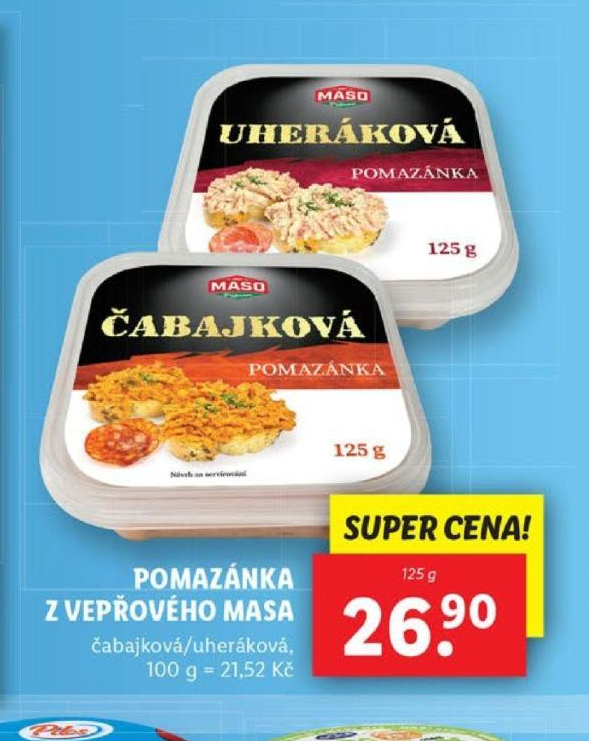 MASO
UHERÁKOVÁ
POMAZÁNKA
125 g
MASO
ČABAJKOVÁ
POMAZÁNKA
125 g
Návrh na servírování
SUPER CENA!
POMAZÁNKA
Z VEPŘOVÉHO MASA
čabajková/uheráková,
100 g = 21,52 Kč
125 g
26.90
Pilos